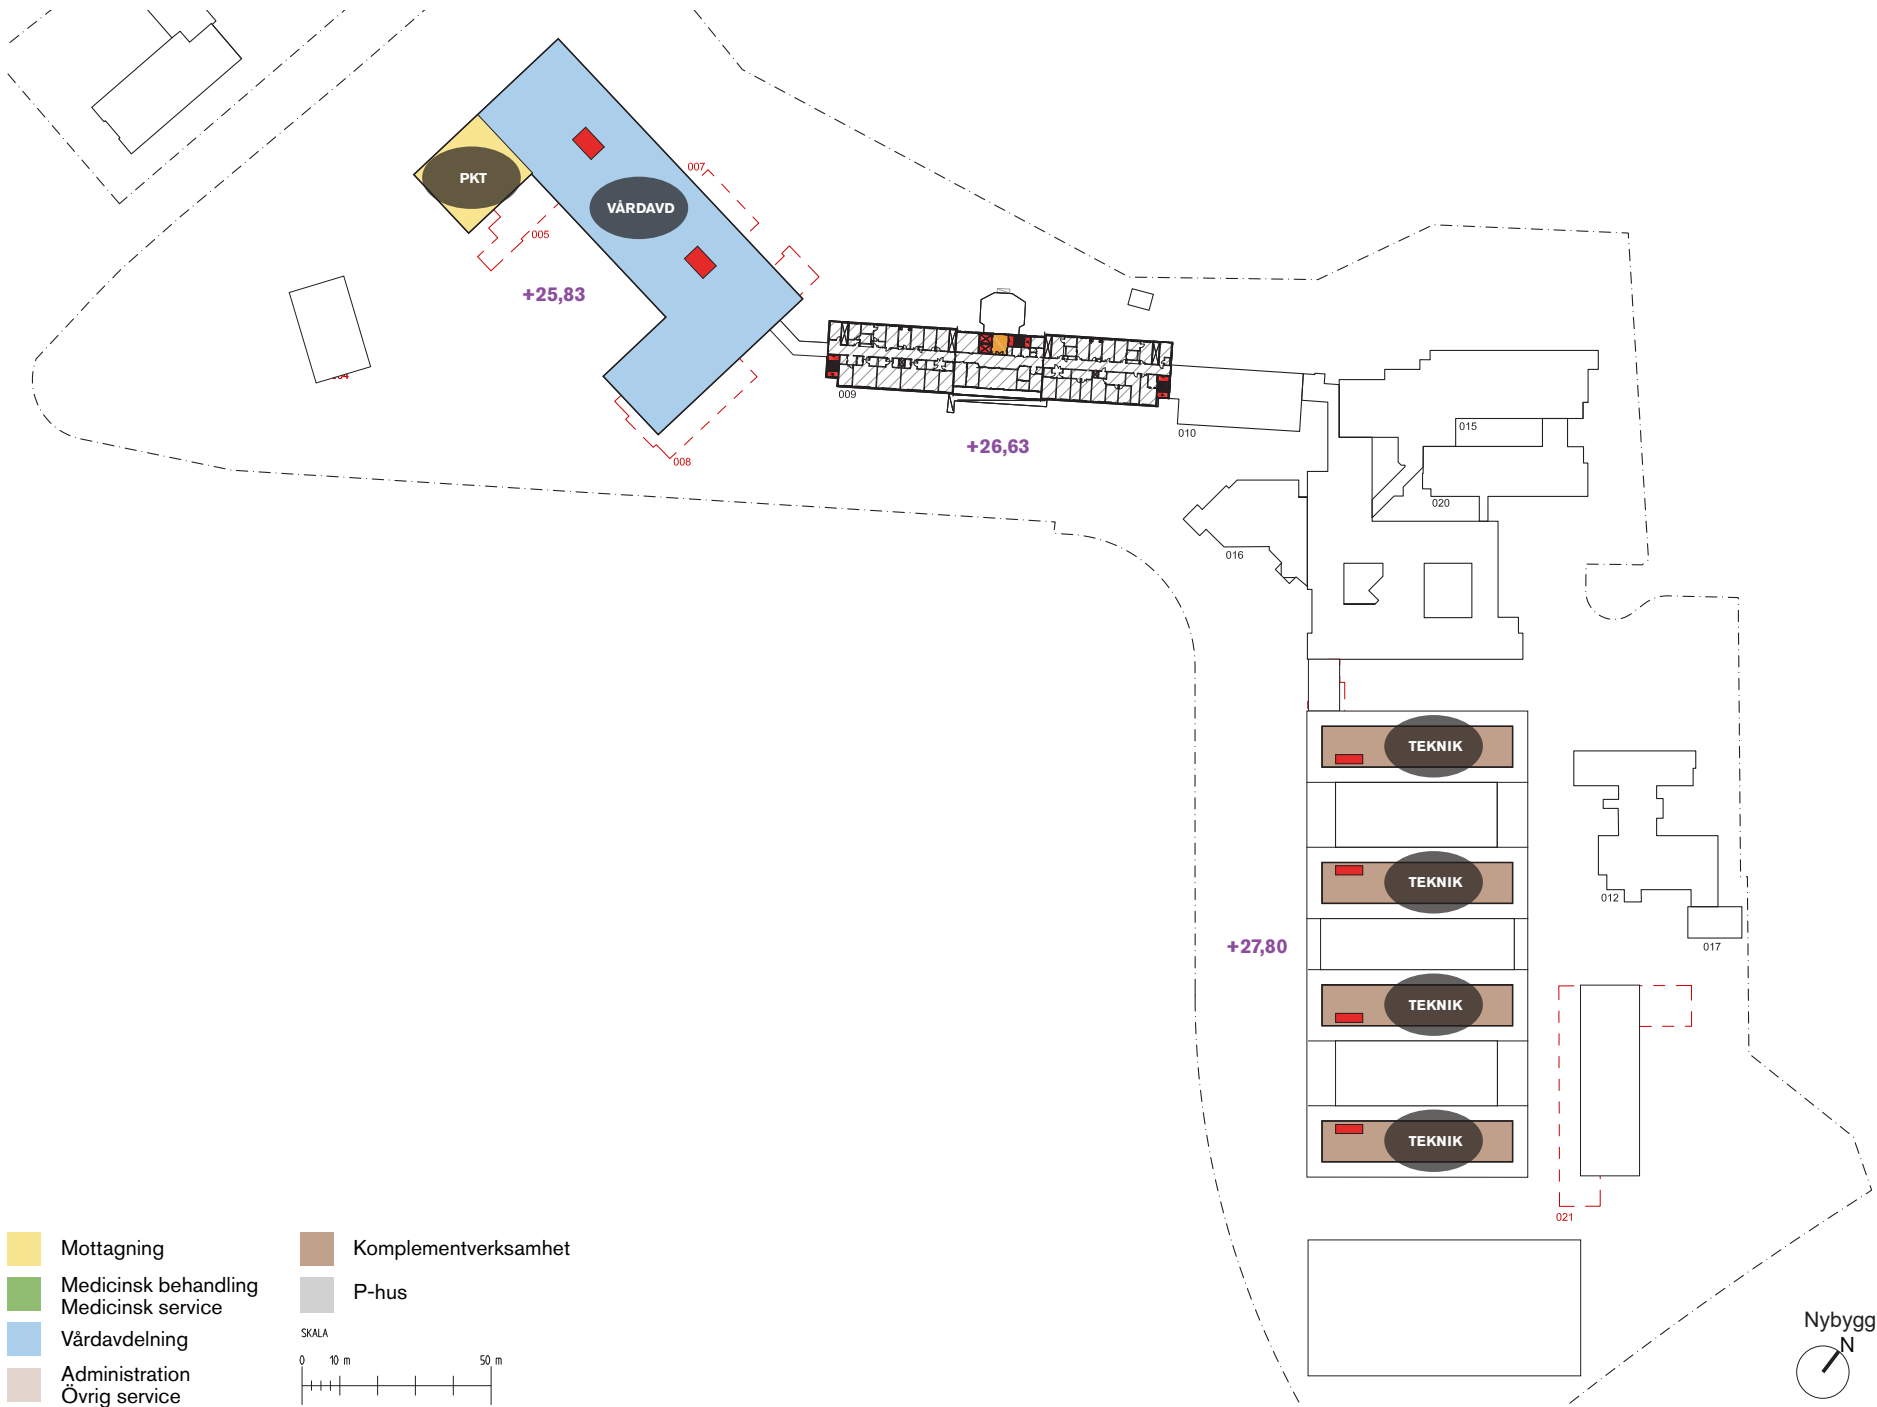 007
PKT
VÅRDAVD
005
+25,83
009
+26,63
010
015
008
020
016
TEKNIK
TEKNIK
012
+27,80
017
TEKNIK
TEKNIK
021
Mottagning
Medicinsk behandling
Medicinsk service
Vårdavdelning
Administration
Övrig service
Komplementverksamhet
P-hus
SKALA
0 10 m 50 m
Nybygg
N